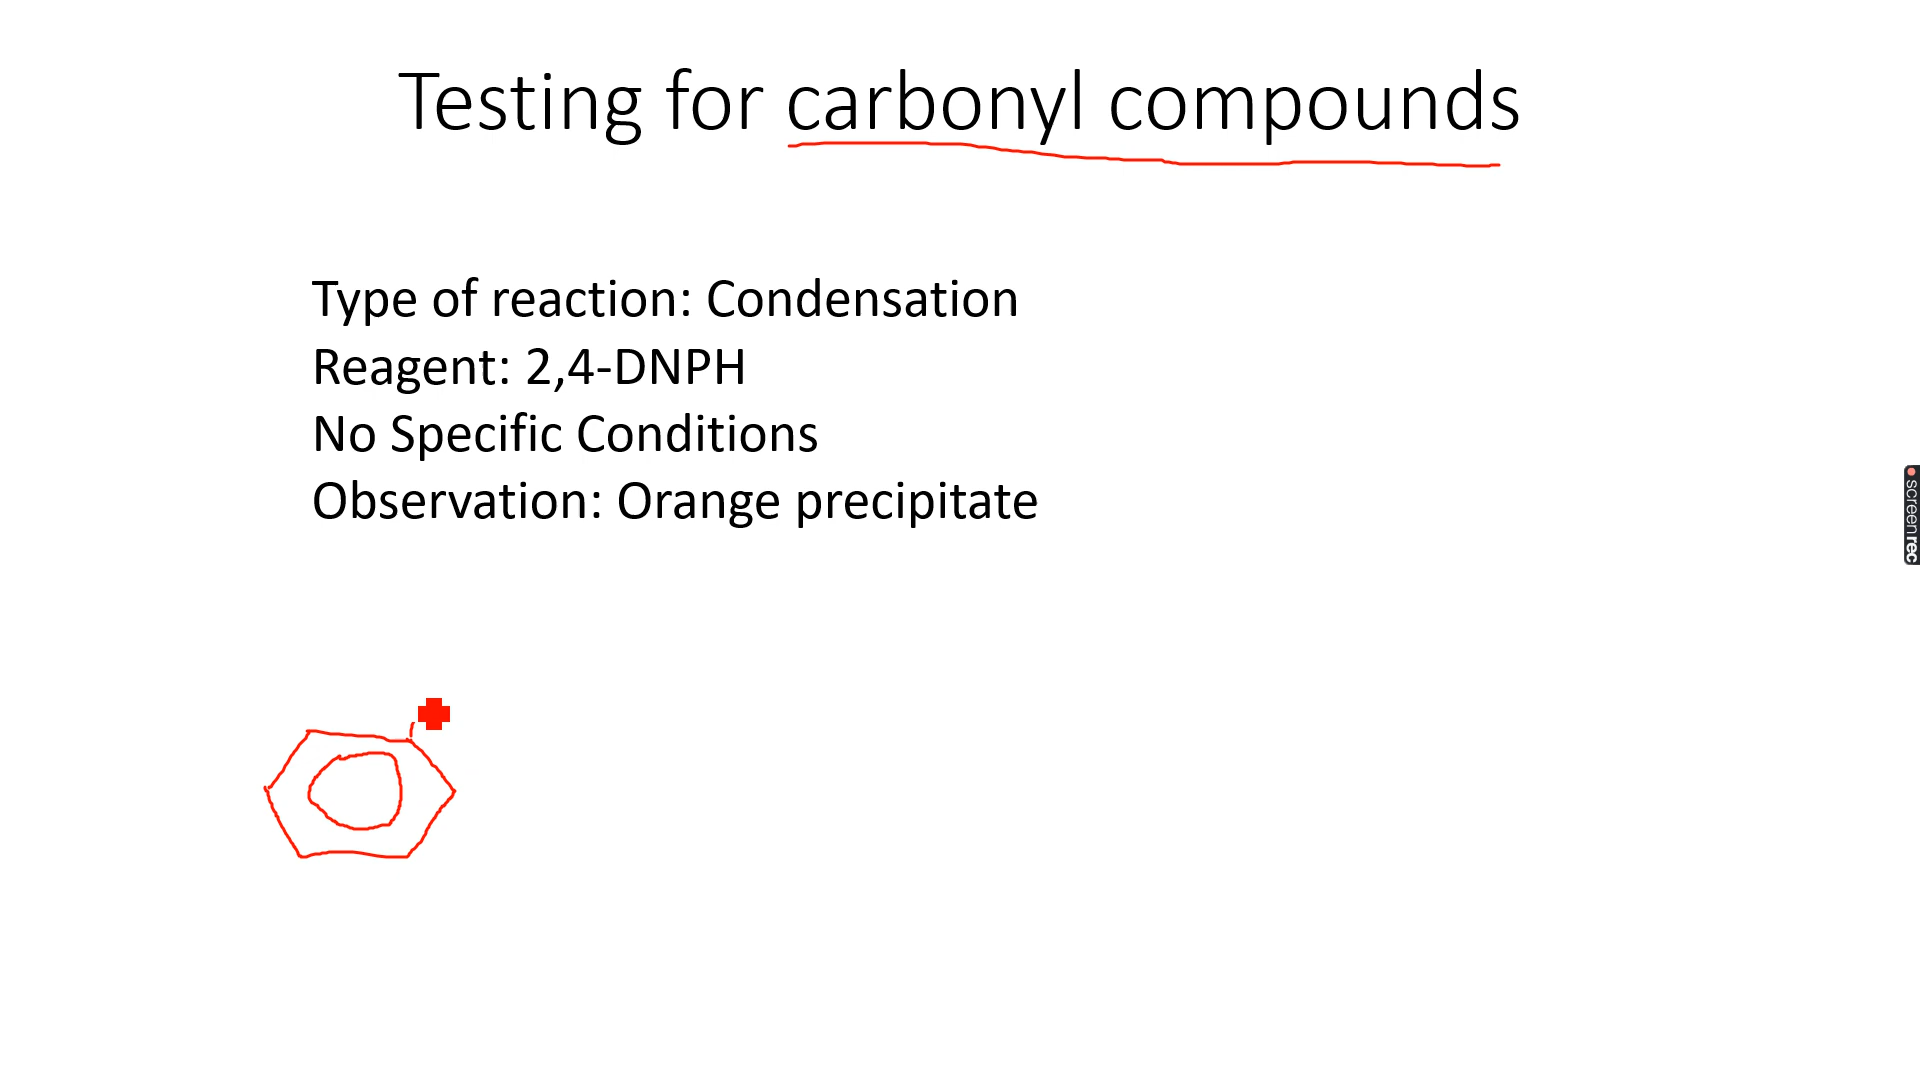 Testing for carbonyl compounds
Type of reaction: Condensation
Reagent: 2,4-DNPH
No Specific Conditions
Observation: Orange precipitate
screenrec